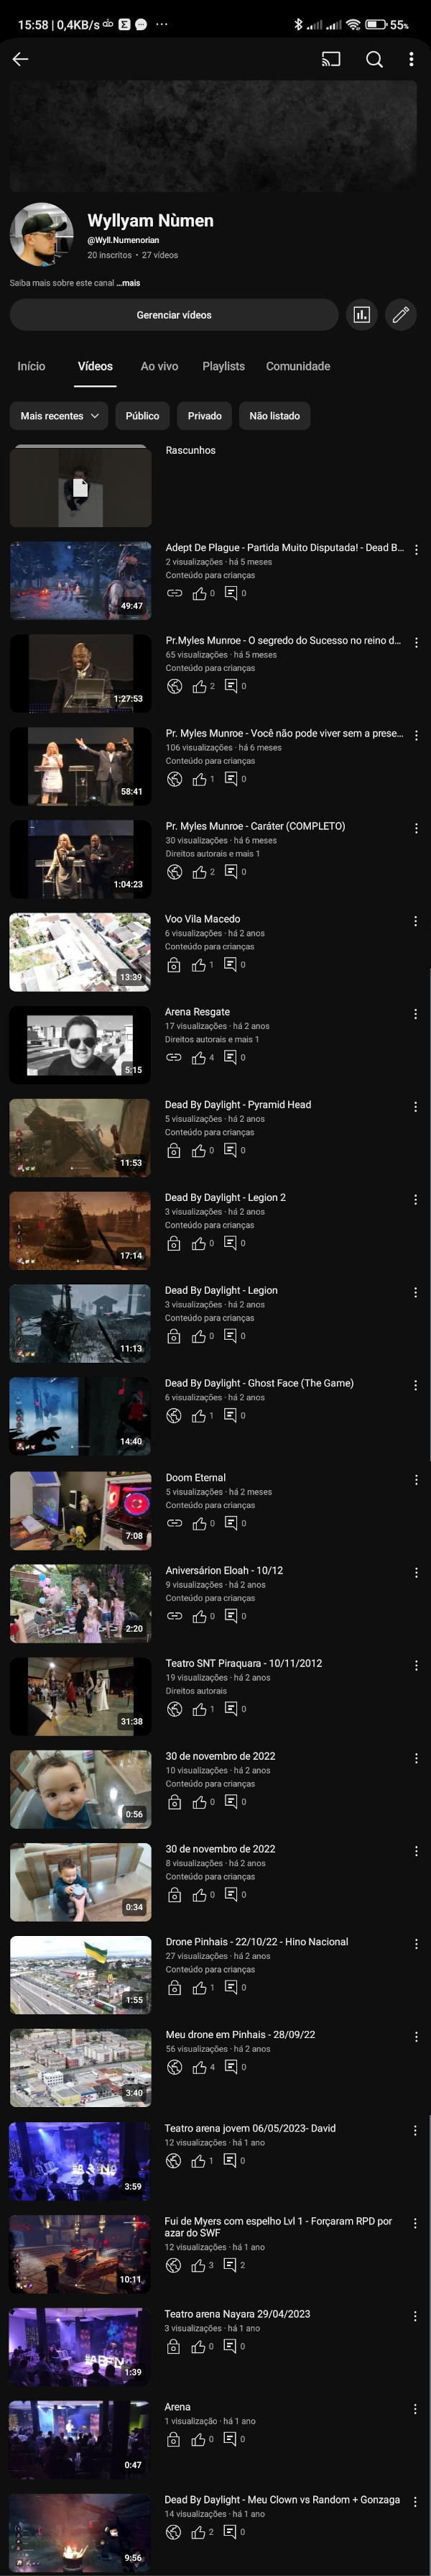 15:58 | 0,4KB/s
55%
Wyllyam Nùmen
@Wyll.Numenorian
20 inscritos • 27 vídeos
Saiba mais sobre este canal ...mais
Gerenciar vídeos
Início Vídeos Ao vivo Playlists Comunidade
Mais recentes Público Privado Não listado
Rascunhos
Adept De Plague - Partida Muito Disputada! - Dead B...
2 visualizações · há 5 meses
Conteúdo para crianças
0 0
49:47
Pr.Myles Munroe - O segredo do Sucesso no reino d...
65 visualizações · há 5 meses
Conteúdo para crianças
2 0
1:27:53
Pr. Myles Munroe - Você não pode viver sem a prese...
106 visualizações · há 6 meses
Conteúdo para crianças
1 0
58:41
Pr. Myles Munroe - Caráter (COMPLETO)
30 visualizações · há 6 meses
Direitos autorais e mais 1
2 0
1:04:23
Voo Vila Macedo
6 visualizações · há 2 anos
Conteúdo para crianças
1 0
13:39
Arena Resgate
17 visualizações · há 2 anos
Direitos autorais e mais 1
4 0
5:15
Dead By Daylight - Pyramid Head
5 visualizações · há 2 anos
Conteúdo para crianças
0 0
11:53
Dead By Daylight - Legion 2
3 visualizações · há 2 anos
Conteúdo para crianças
0 0
17:14
Dead By Daylight - Legion
3 visualizações · há 2 anos
Conteúdo para crianças
0 0
11:13
Dead By Daylight - Ghost Face (The Game)
6 visualizações · há 2 anos
1 0
14:40
Doom Eternal
5 visualizações · há 2 meses
Conteúdo para crianças
0 0
7:08
Aniversárion Eloah - 10/12
9 visualizações · há 2 anos
Conteúdo para crianças
0 0
2:20
Teatro SNT Piraquara - 10/11/2012
19 visualizações · há 2 anos
Direitos autorais
1 0
31:38
30 de novembro de 2022
10 visualizações · há 2 anos
Conteúdo para crianças
0 0
0:56
30 de novembro de 2022
8 visualizações · há 2 anos
Conteúdo para crianças
0 0
0:34
Drone Pinhais - 22/10/22 - Hino Nacional
27 visualizações · há 2 anos
Conteúdo para crianças
1 0
1:55
Meu drone em Pinhais - 28/09/22
56 visualizações · há 2 anos
4 0
3:40
Teatro arena jovem 06/05/2023- David
12 visualizações · há 1 ano
1 0
3:59
Fui de Myers com espelho Lvl 1 - Forçaram RPD por
azar do SWF
12 visualizações · há 1 ano
3 2
10:11
Teatro arena Nayara 29/04/2023
3 visualizações · há 1 ano
0 0
1:39
Arena
1 visualização · há 1 ano
0 0
0:47
Dead By Daylight - Meu Clown vs Random + Gonzaga
14 visualizações · há 1 ano
2 0
9:56